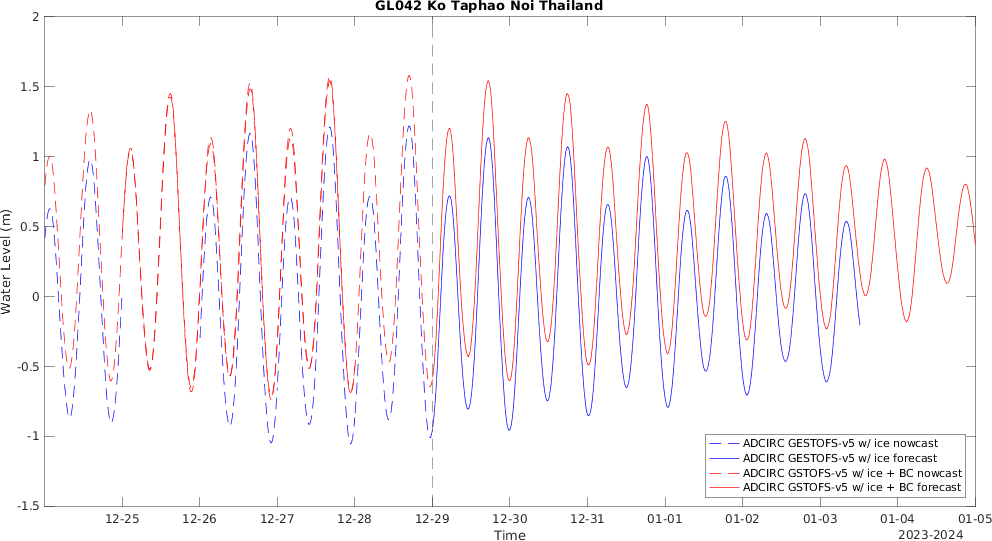 GL042 Ko Taphao Noi Thailand
2
1.5
1
0.5
0
-0.5
-1
-1.5
Water Level (m)
12-25 12-26 12-27 12-28 12-29 12-30 12-31 01-01 01-02 01-03 01-04 01-05
Time
2023-2024
ADCIRC GESTOFS-v5 w/ ice nowcast
ADCIRC GESTOFS-v5 w/ ice forecast
ADCIRC GSTOFS-v5 w/ ice + BC nowcast
ADCIRC GSTOFS-v5 w/ ice + BC forecast